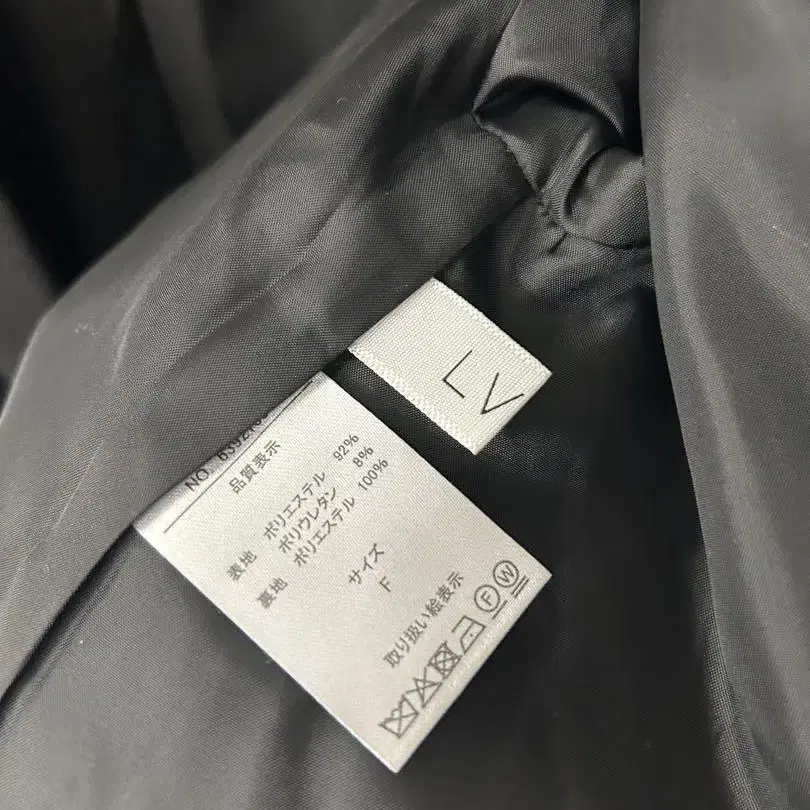 LV
NO. 6392
品質表示
表地 ポリエステル 92%
ポリウレタン 8%
裏地 ポリエステル 100%
サイズ
F
取り扱い絵表示
F W